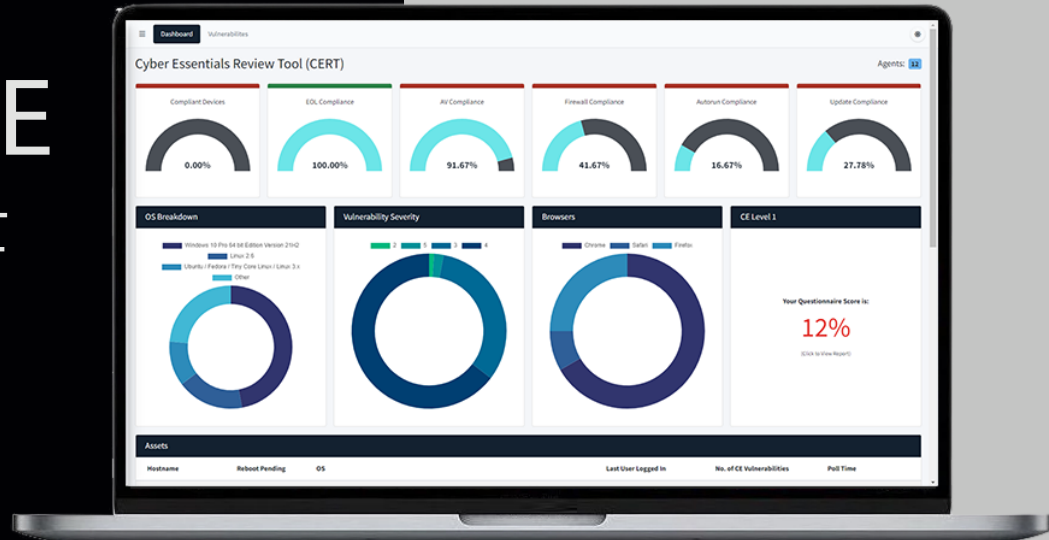 E
Dashboard Vulnerabilites
Cyber Essentials Review Tool (CERT) Agents: 12
Compliant Devices EOL Compliance AV Compliance Firewall Compliance Autorun Compliance Update Compliance
0.00% 100.00% 91.67% 41.67% 16.67% 27.78%
OS Breakdown Vulnerability Severity Browsers CE Level 1
Windows 10 Pro 64 bit Edition Version 21H2 2 5 3 4 Chrome Safari Firefox
Linux 2.6
Ubuntu / Fedora / Tiny Core Linux / Linux 3.x
Other
Your Questionnaire Score is:
12%
(Click to View Report)
Assets
Hostname Reboot Pending OS Last User Logged In No. of CE Vulnerabilities Poll Time